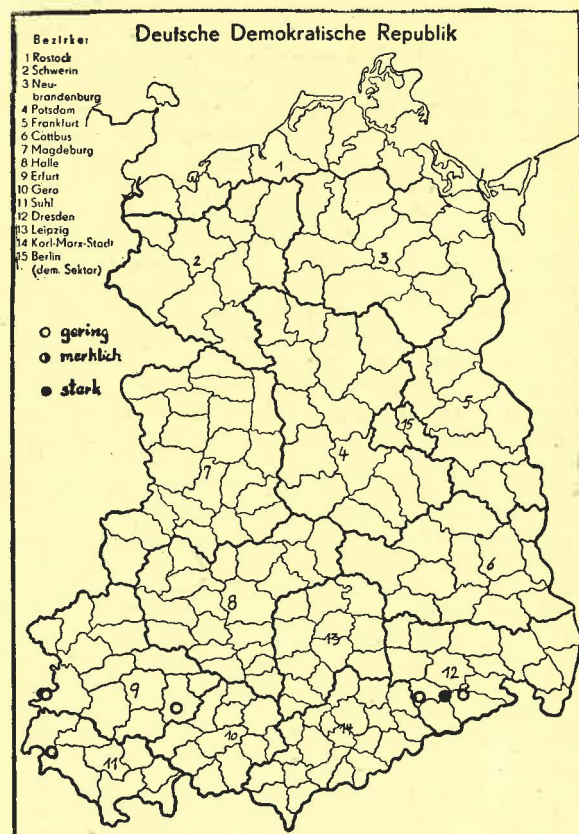 Deutsche Demokratische Republik
Bezirke:
1 Rostock
2 Schwerin
3 Neu-
brandenburg
4 Potsdam
5 Frankfurt
6 Cottbus
7 Magdeburg
8 Halle
9 Erfurt
10 Gera
11 Suhl
12 Dresden
13 Leipzig
14 Karl-Marx-Stadt
15 Berlin
(dem. Sektor)
gering
merklich
stark
1
2
3
5
15
4
7
6
8
13
12
9
10
14
11